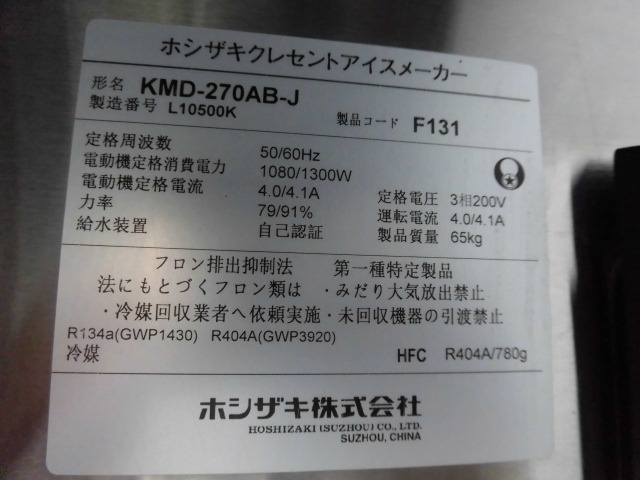 ホシザキクレセントアイスメーカー
形名 KMD-270AB-J
製造番号 L10500K 製品コード F131
定格周波数 50/60Hz
電動機定格消費電力 1080/1300W
電動機定格電流 4.0/4.1A 定格電圧 3相200V
力率 79/91% 運転電流 4.0/4.1A
給水装置 自己認証 製品質量 65kg
フロン排出抑制法 第一種特定製品
法にもとづくフロン類は ・みだり大気放出禁止
・冷媒回収業者へ依頼実施・未回収機器の引渡禁止
R134a(GWP1430) R404A(GWP3920)
冷媒 HFC R404A/780g
ホシザキ株式会社
HOSHIZAKI (SUZHOU) CO., LTD.
SUZHOU, CHINA